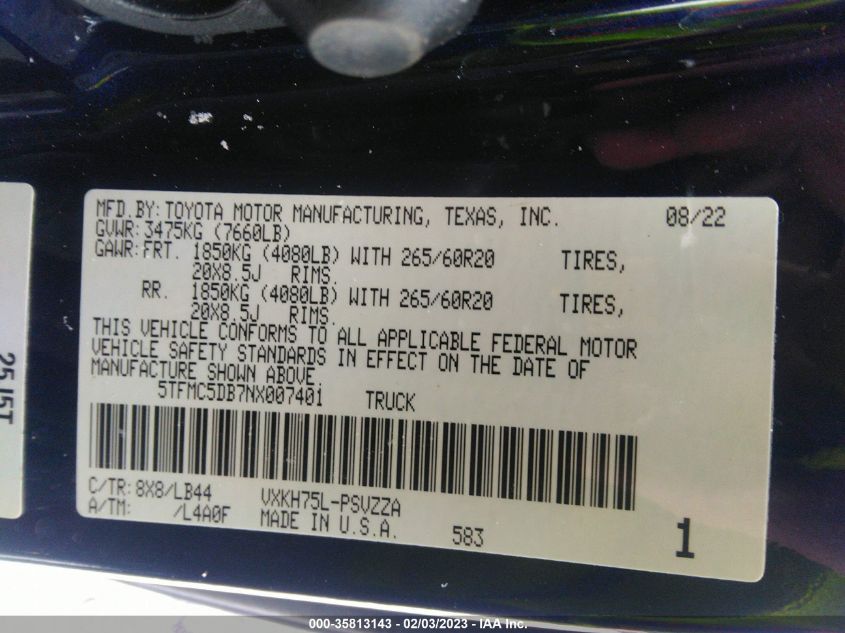 MFD.BY:TOYOTA MOTOR MANUFACTURING, TEXAS, INC. 08/22
GVWR:3475KG (7660LB)
GAWR:FRT. 1850KG (4080LB) WITH 265/60R20 TIRES,
20X8.5J RIMS.
RR. 1850KG (4080LB) WITH 265/60R20 TIRES,
20X8.5J RIMS.
THIS VEHICLE CONFORMS TO ALL APPLICABLE FEDERAL MOTOR
VEHICLE SAFETY STANDARDS IN EFFECT ON THE DATE OF
MANUFACTURE SHOWN ABOVE.
5TFMC5DB7NX007401 TRUCK
C/TR:8X8/LB44 VXKH75L-PSVZZA
A/TM: /L4A0F MADE IN U.S.A. 583 1
25J5T
000-35813143 - 02/03/2023 - IAA Inc.